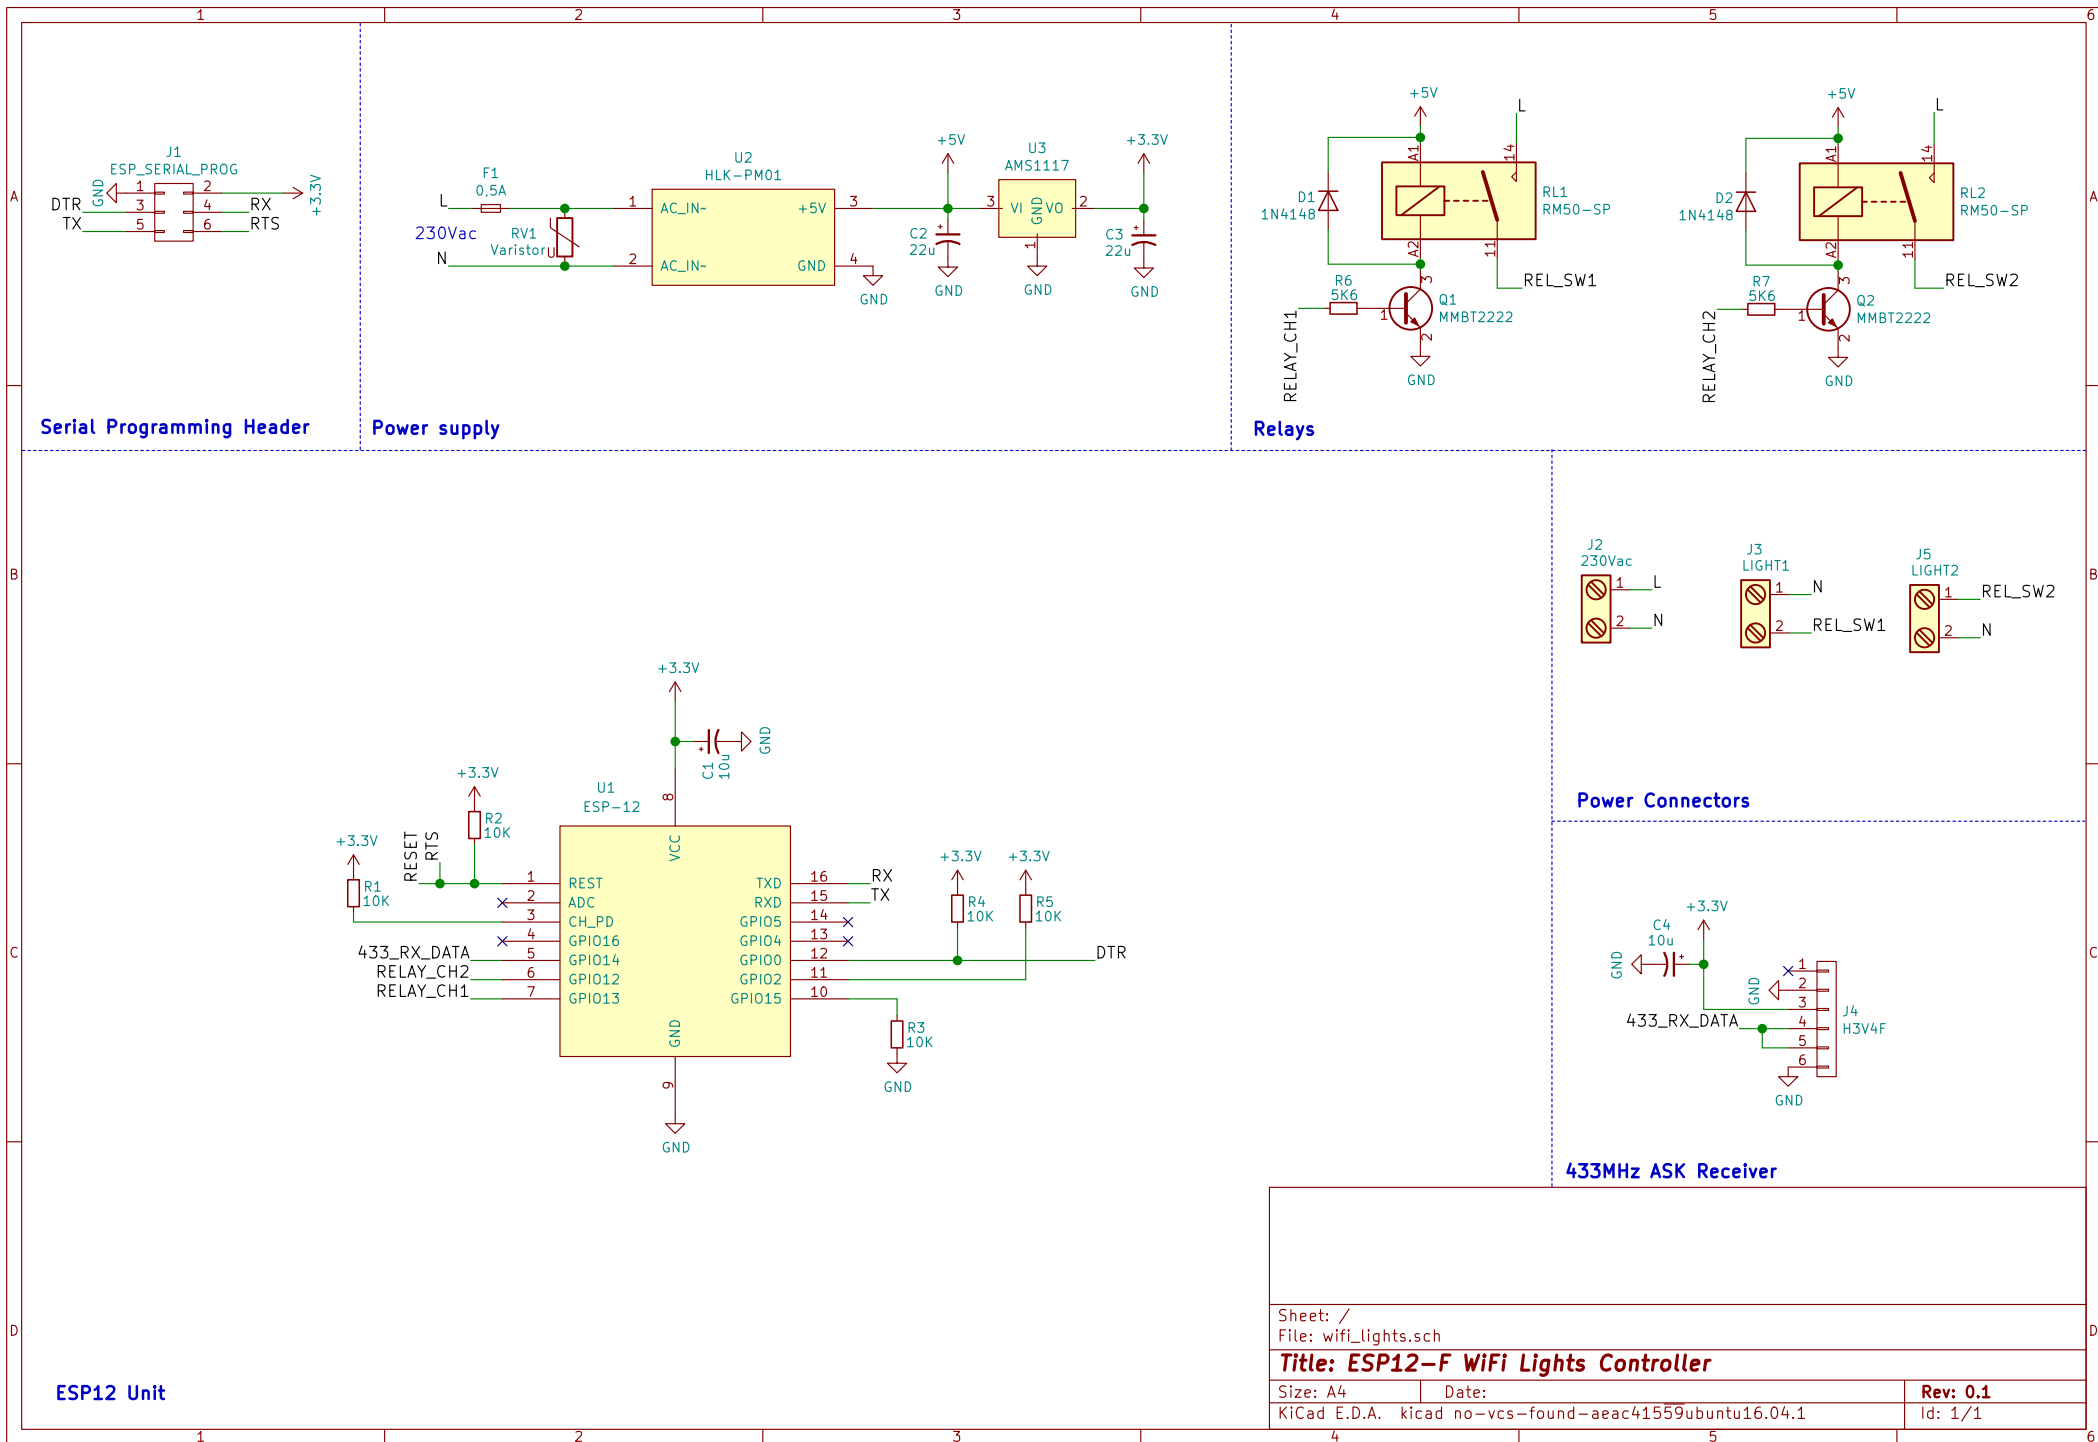 1 2 3 4 5 6
A
B
C
D
A
B
C
D
J1
ESP_SERIAL_PROG
GND
1
2
+3.3V
DTR
3
4
RX
TX
5
6
RTS
Serial Programming Header
F1
0,5A
L
230Vac
N
RV1
Varistor
U
U2
HLK-PM01
1
AC_IN~
+5V
3
2
AC_IN~
GND
4
GND
+5V
C2
22u
GND
U3
AMS1117
3
VI
GND
VO
2
1
GND
+3.3V
C3
22u
GND
Power supply
+5V
L
A1
14
D1
1N4148
RL1
RM50-SP
A2
11
REL_SW1
R6
5K6
3
1
Q1
MMBT2222
2
RELAY_CH1
GND
+5V
L
A1
14
D2
1N4148
RL2
RM50-SP
A2
11
REL_SW2
R7
5K6
3
1
Q2
MMBT2222
2
RELAY_CH2
GND
Relays
J2
230Vac
1
L
2
N
J3
LIGHT1
1
N
2
REL_SW1
J5
LIGHT2
1
REL_SW2
2
N
Power Connectors
+3.3V
C1
10u
GND
8
U1
ESP-12
VCC
+3.3V
R2
10K
RESET
RTS
+3.3V
R1
10K
1
REST
2
ADC
3
CH_PD
4
GPIO16
433_RX_DATA
5
GPIO14
RELAY_CH2
6
GPIO12
RELAY_CH1
7
GPIO13
TXD
16
RX
RXD
15
TX
GPIO5
14
GPIO4
13
GPIO0
12
DTR
GPIO2
11
GPIO15
10
+3.3V
R4
10K
+3.3V
R5
10K
R3
10K
GND
GND
9
GND
ESP12 Unit
+3.3V
C4
10u
GND
GND
1
2
3
433_RX_DATA
4
5
6
J4
H3V4F
GND
433MHz ASK Receiver
Sheet: /
File: wifi_lights.sch
Title: ESP12-F WiFi Lights Controller
Size: A4
Date:
Rev: 0.1
KiCad E.D.A. kicad no-vcs-found-aeac41559ubuntu16.04.1
Id: 1/1
1 2 3 4 5 6